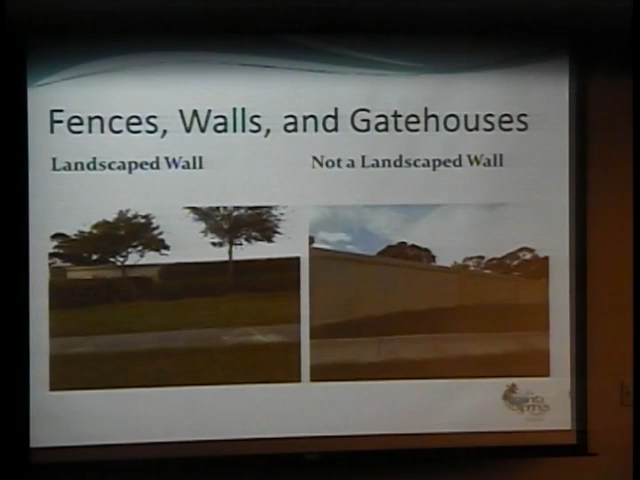 Fences, Walls, and Gatehouses
Landscaped Wall
Not a Landscaped Wall